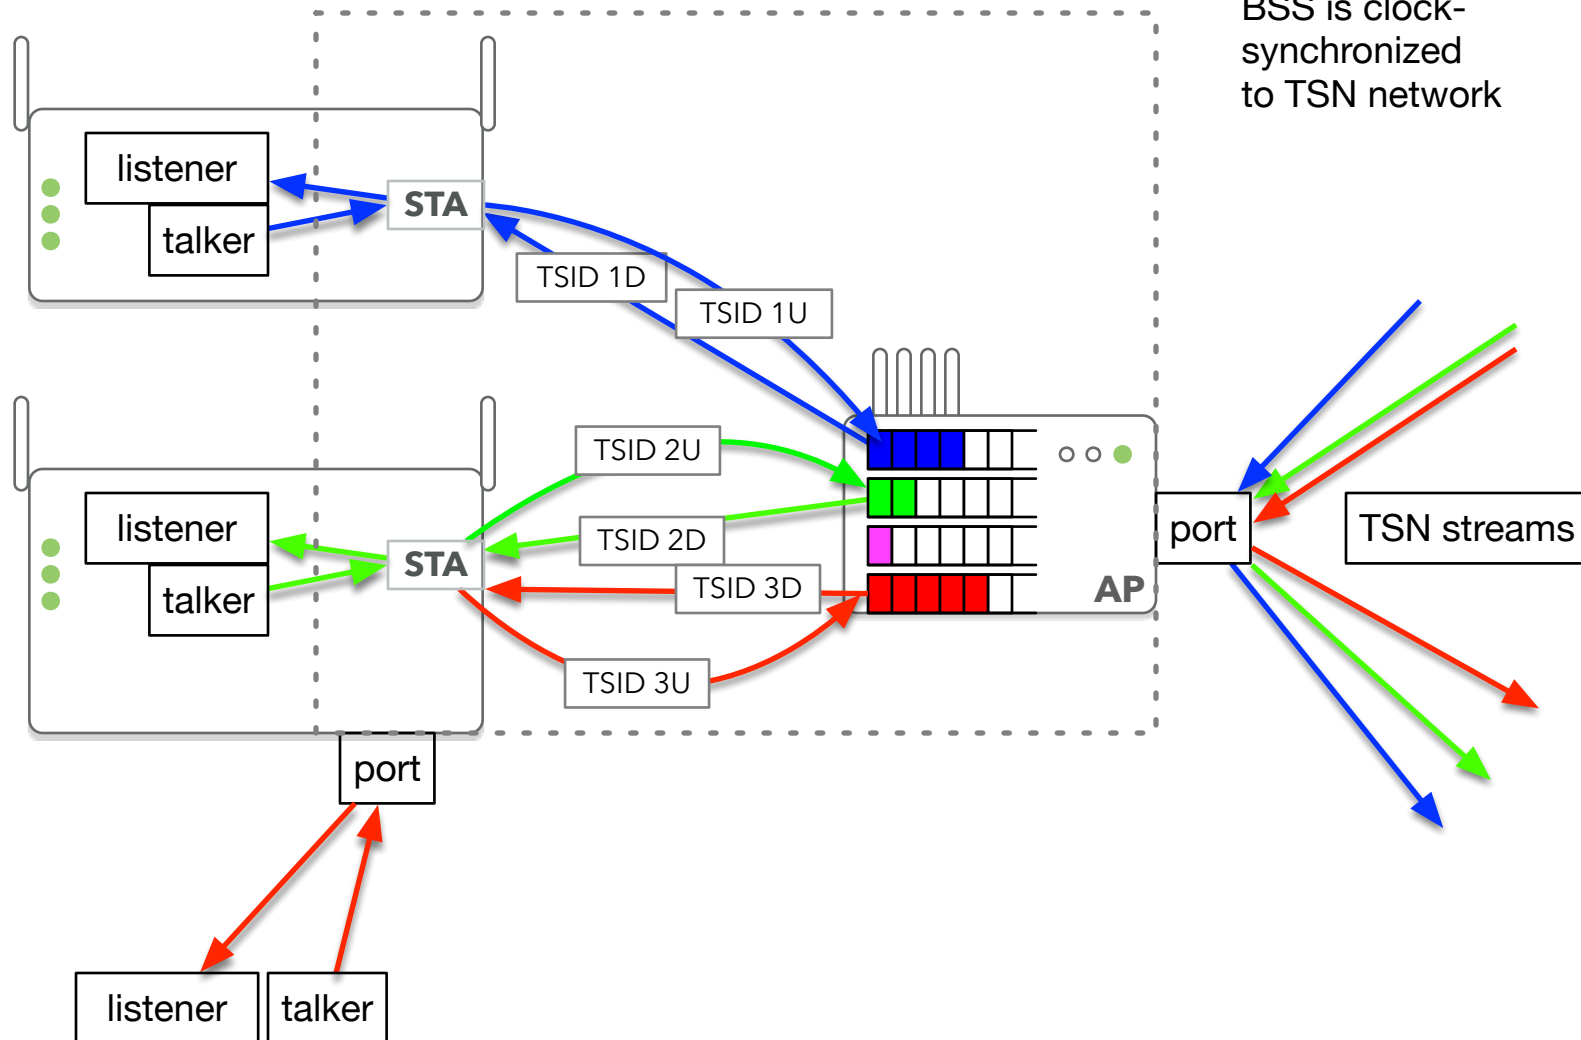 BSS is clock-
synchronized
to TSN network
listener
STA
talker
TSID 1D
TSID 1U
TSID 2U
listener
TSID 2D
STA
talker
TSID 3D
AP
port
TSN streams
TSID 3U
port
listener
talker